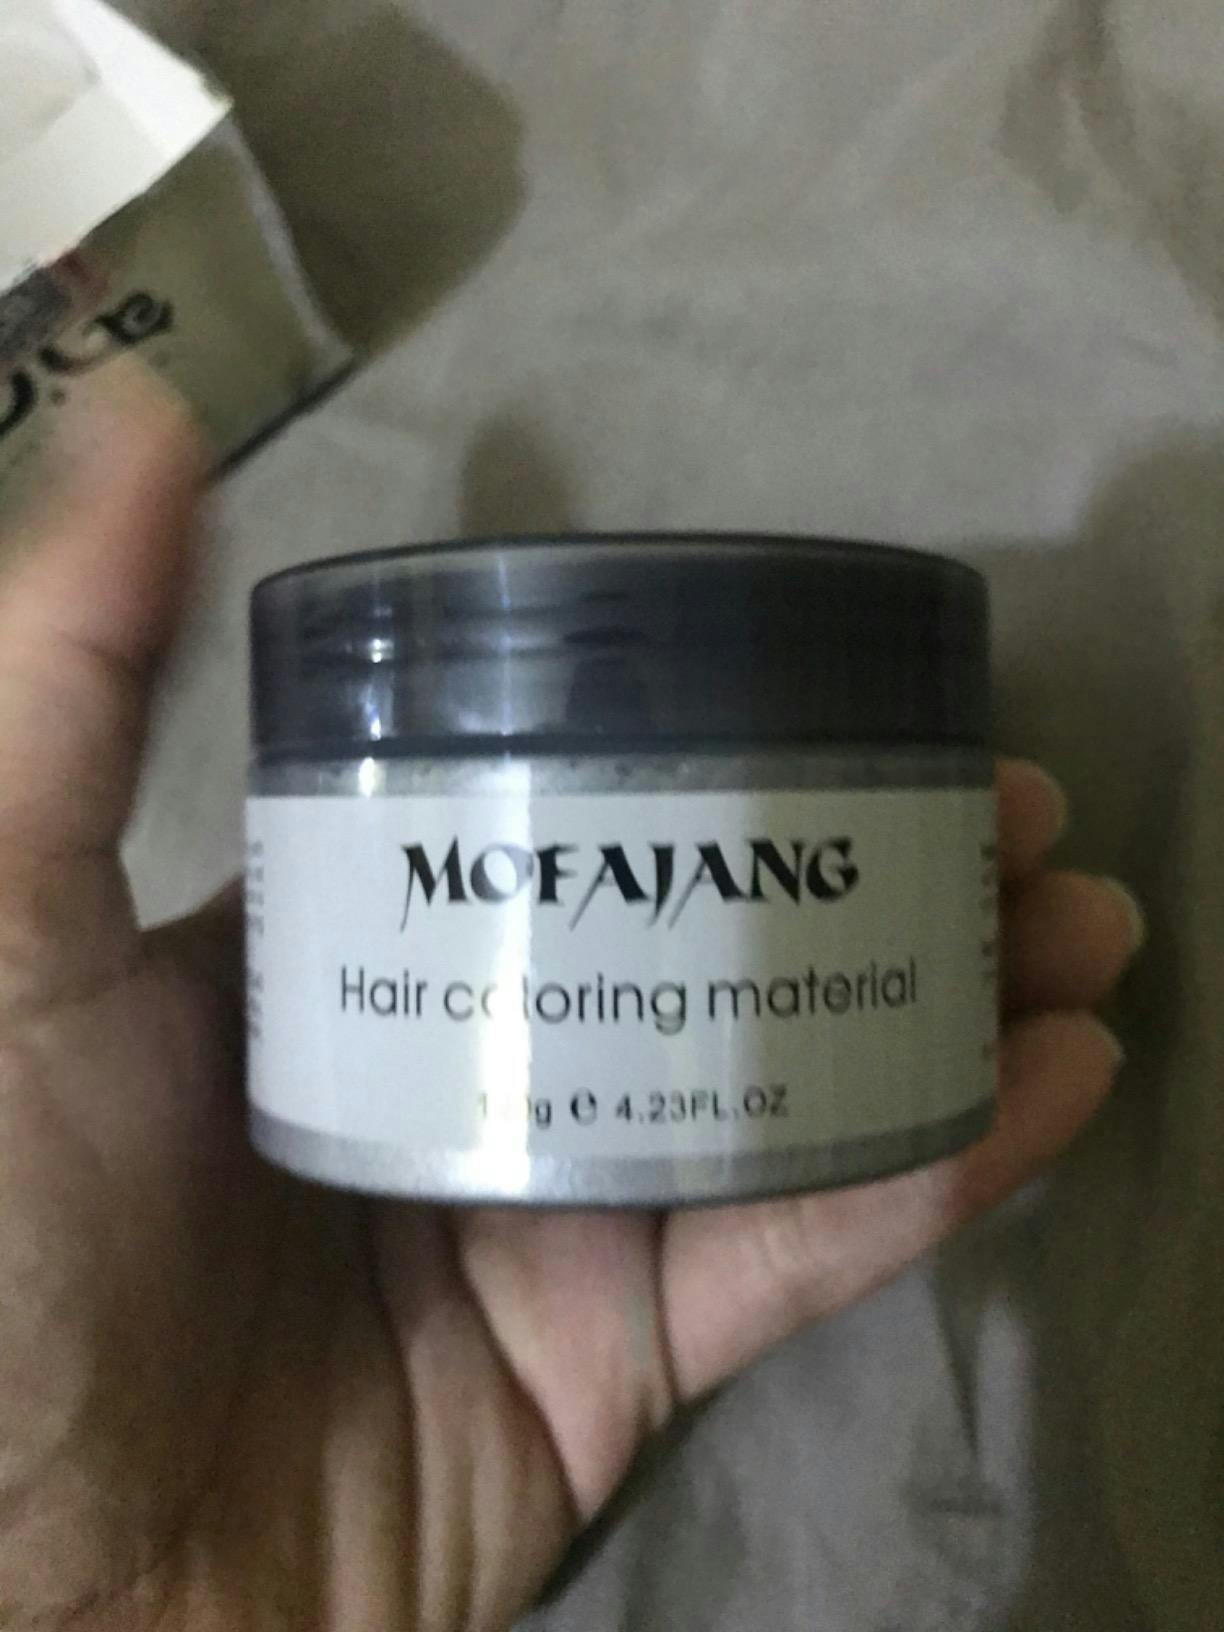 MOFAJANG
Hair coloring material
g e 4.23FL.OZ